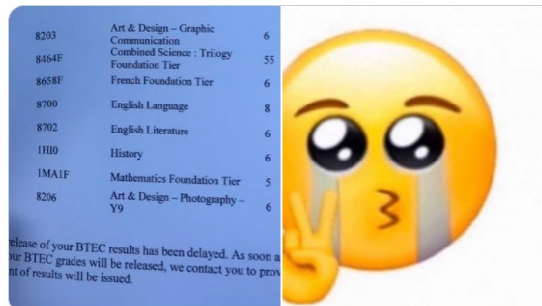 8203 Art & Design – Graphic
Communication 6
8464F Combined Science : Trilogy
Foundation Tier 55
8658F French Foundation Tier 6
8700 English Language 8
8702 English Literature 6
1HI0 History 6
1MA1F Mathematics Foundation Tier 5
8206 Art & Design – Photography –
Y9 6
elease of your BTEC results has been delayed. As soon a
ur BTEC grades will be released, we contact you to prov
nt of results will be issued.